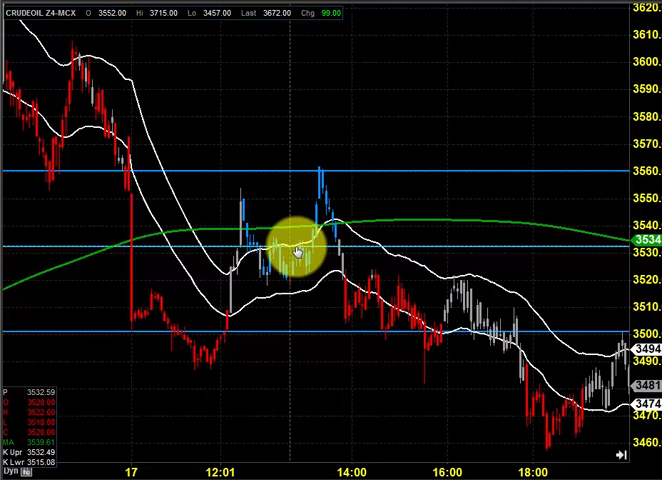 CRUDEOIL Z4-MCX O 3552.00 Hi 3715.00 Lo 3457.00 Last 3672.00 Chg 99.00
3620.
3610.
3600.
3590.
3580.
3570.
3560.
3550.
3540.
3534
3520.
3510.
3500.
3494
3490.
3481
3474
3470.
3460.
P 3532.59
O 3520.00
H 3522.00
L 3518.00
C 3520.00
MA 3539.61
K Upr 3532.49
K Lwr 3515.08
Dyn 17 12:01 14:00 16:00 18:00